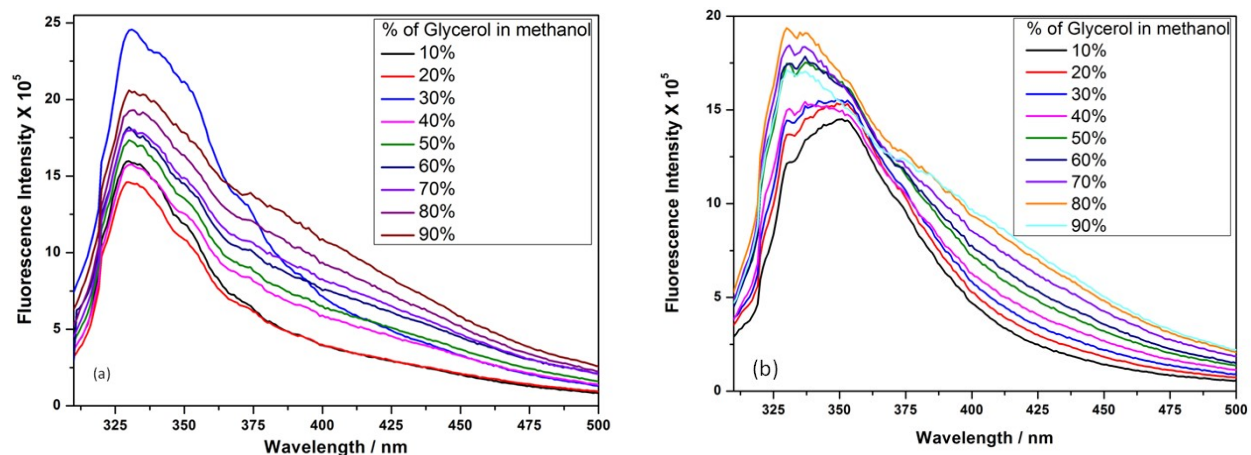 % of Glycerol in methanol
10%
20%
30%
40%
50%
60%
70%
80%
90%
Fluorescence Intensity X 10⁵
25
20
15
10
5
0
(a)
325 350 375 400 425 450 475 500
Wavelength / nm
% of Glycerol in methanol
10%
20%
30%
40%
50%
60%
70%
80%
90%
Fluorescence Intensity X 10⁵
20
15
10
5
0
(b)
325 350 375 400 425 450 475 500
Wavelength / nm